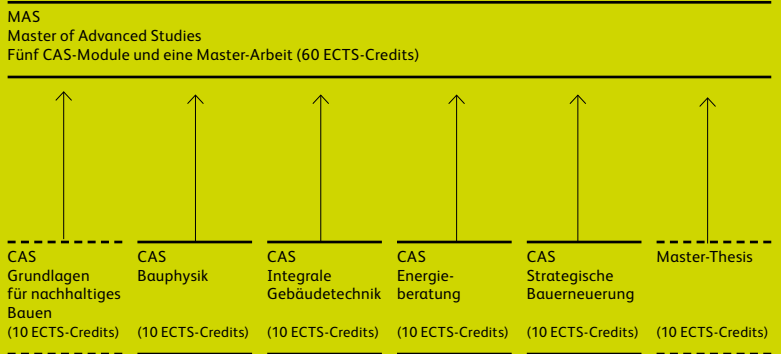 MAS
Master of Advanced Studies
Fünf CAS-Module und eine Master-Arbeit (60 ECTS-Credits)
CAS
Grundlagen
für nachhaltiges
Bauen
(10 ECTS-Credits)
CAS
Bauphysik
(10 ECTS-Credits)
CAS
Integrale
Gebäudetechnik
(10 ECTS-Credits)
CAS
Energie-
beratung
(10 ECTS-Credits)
CAS
Strategische
Bauerneuerung
(10 ECTS-Credits)
Master-Thesis
(10 ECTS-Credits)